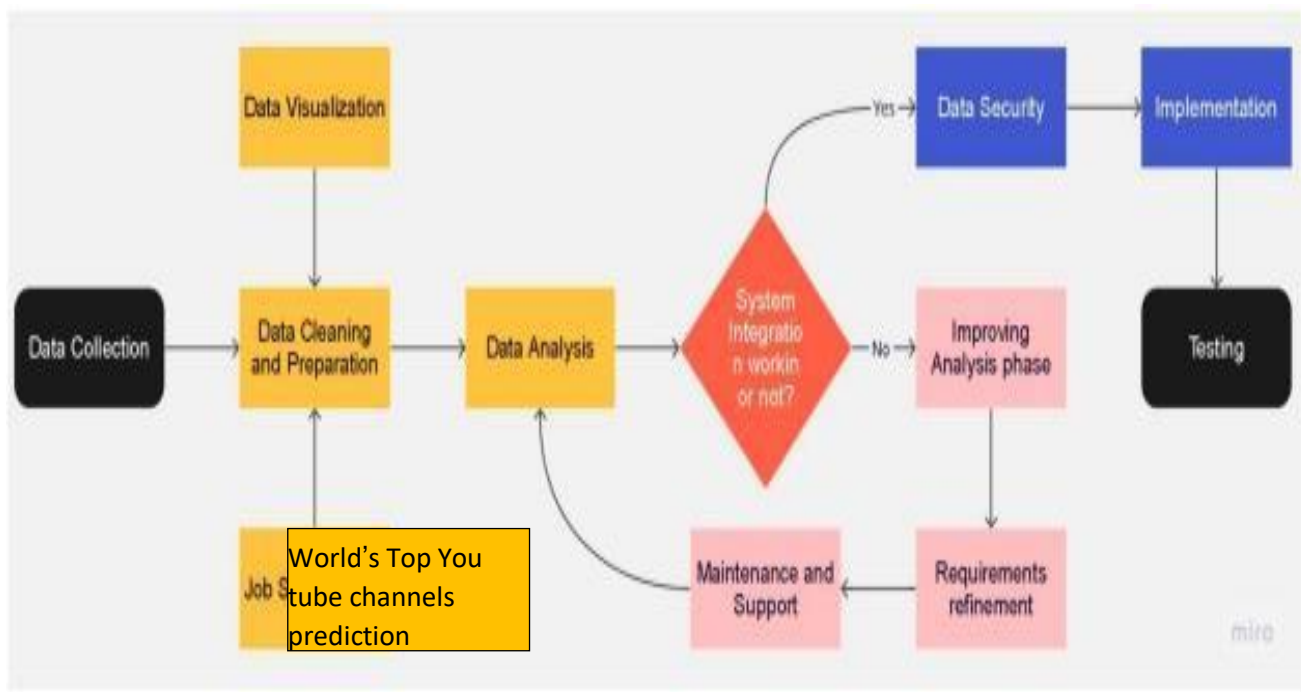 Data Visualization
Yes
Data Security
Implementation
Data Collection
Data Cleaning
and Preparation
Data Analysis
System
Integratio
n workin
or not?
No
Improving
Analysis phase
Testing
Job
World’s Top You
tube channels
prediction
Maintenance and
Support
Requirements
refinement
miro